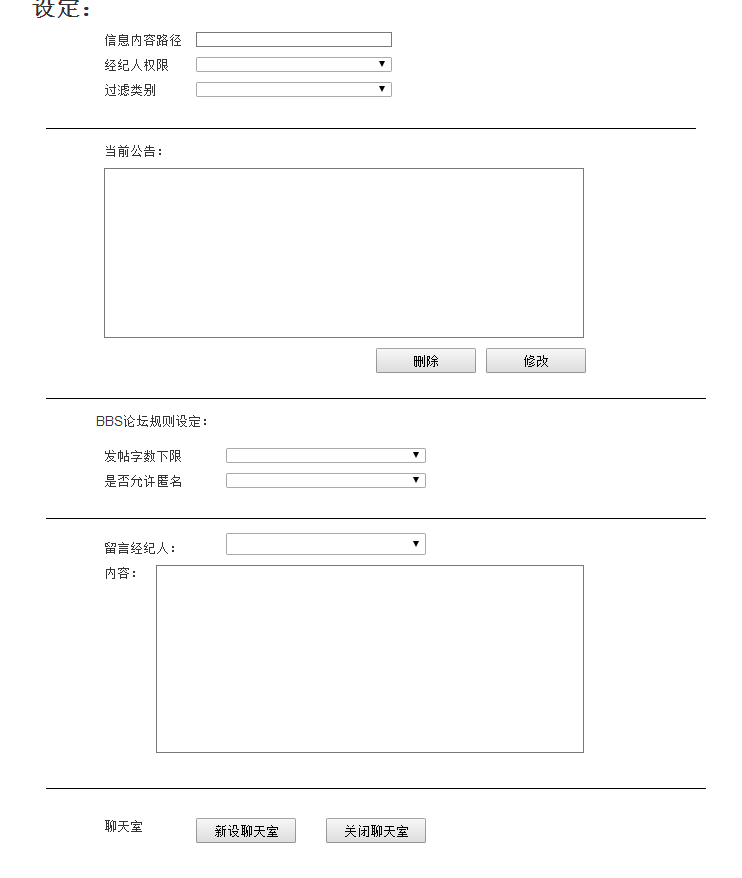 设定：
信息内容路径
经纪人权限
过滤类别
当前公告：
删除 修改
BBS论坛规则设定：
发帖字数下限
是否允许匿名
留言经纪人：
内容：
聊天室 新设聊天室 关闭聊天室